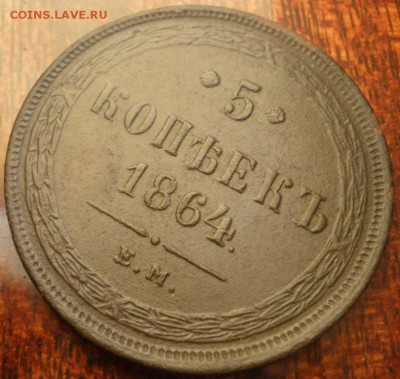 COINS.LAVE.RU
• 5 •
КОПѢЕКЪ
1864.
Е.М.